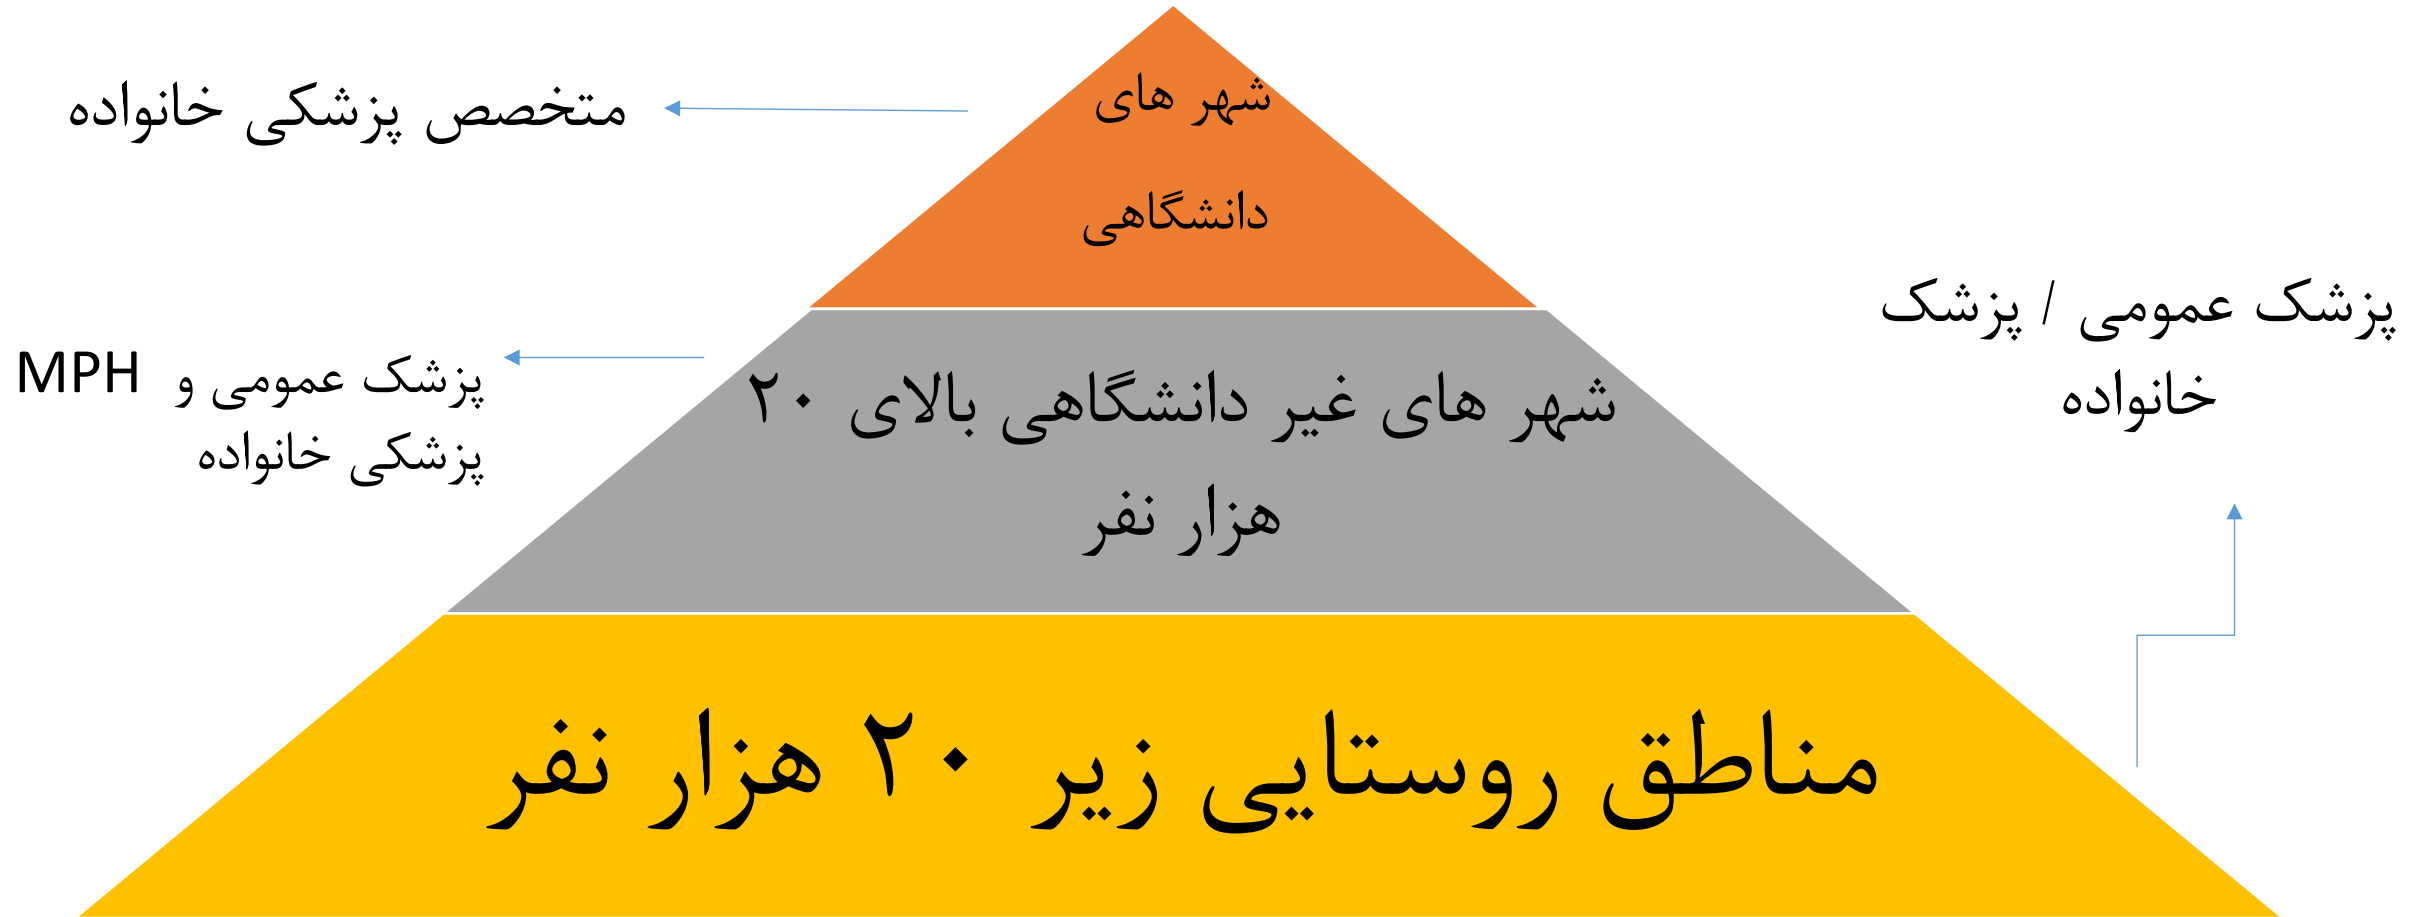 شهر های
دانشگاهی
متخصص پزشکی خانواده
شهر های غیر دانشگاهی بالای ۲۰
هزار نفر
پزشک عمومی و MPH
پزشکی خانواده
پزشک عمومی / پزشک
خانواده
مناطق روستایی زیر ۲۰ هزار نفر